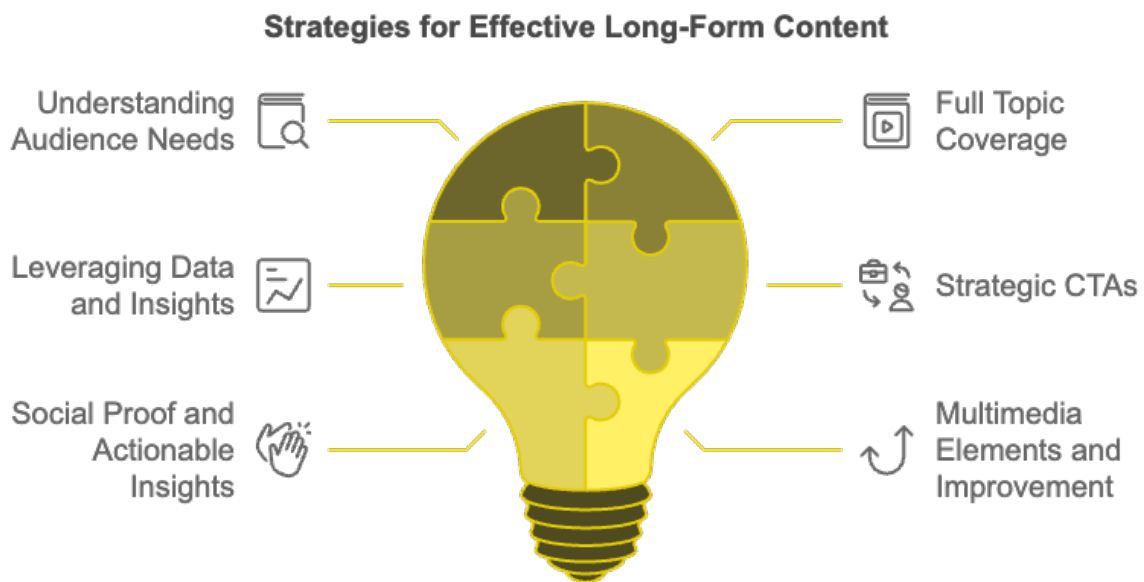 Strategies for Effective Long-Form Content
Understanding
Audience Needs
Full Topic
Coverage
Leveraging Data
and Insights
Strategic CTAs
Social Proof and
Actionable
Insights
Multimedia
Elements and
Improvement